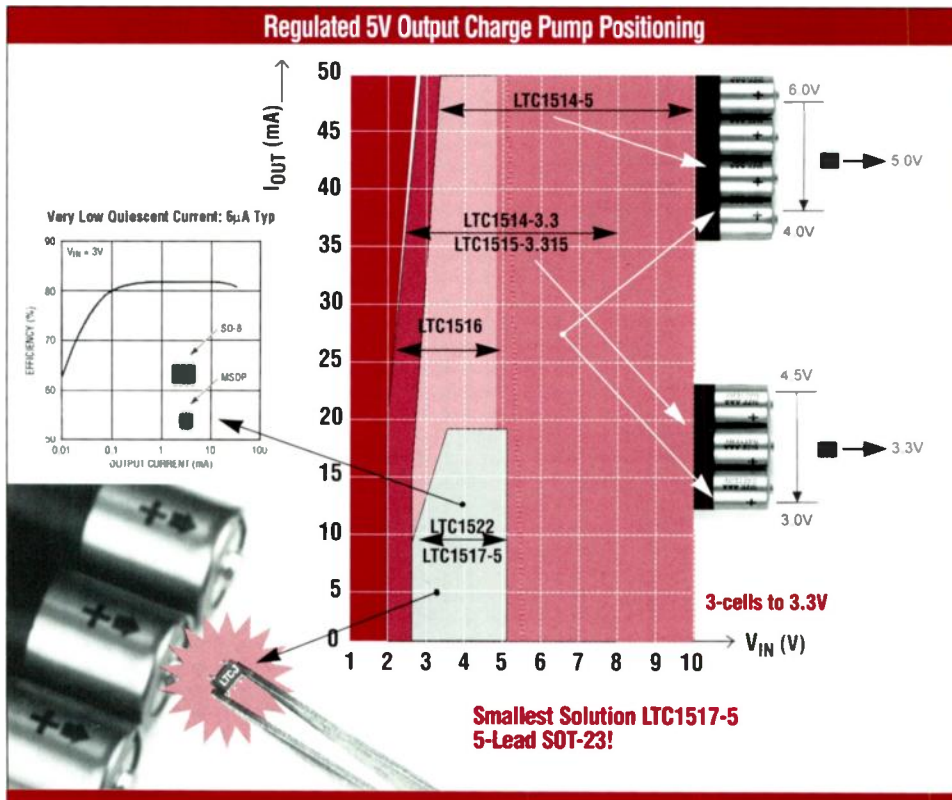 Regulated 5V Output Charge Pump Positioning
IOUT (mA)
50
45
40
35
30
25
20
15
10
5
0
1 2 3 4 5 6 7 8 9 10
VIN (V)
LTC1514-5
LTC1514-3.3
LTC1515-3.315
LTC1516
LTC1522
LTC1517-5
6.0V
5.0V
4.0V
4.5V
3.3V
3.0V
3-cells to 3.3V
Very Low Quiescent Current: 6µA Typ
VIN = 3V
EFFICIENCY (%)
90
80
70
60
50
0.01 0.1 1 10 100
OUTPUT CURRENT (mA)
SO-8
MSOP
LTCJ
Smallest Solution LTC1517-5
5-Lead SOT-23!